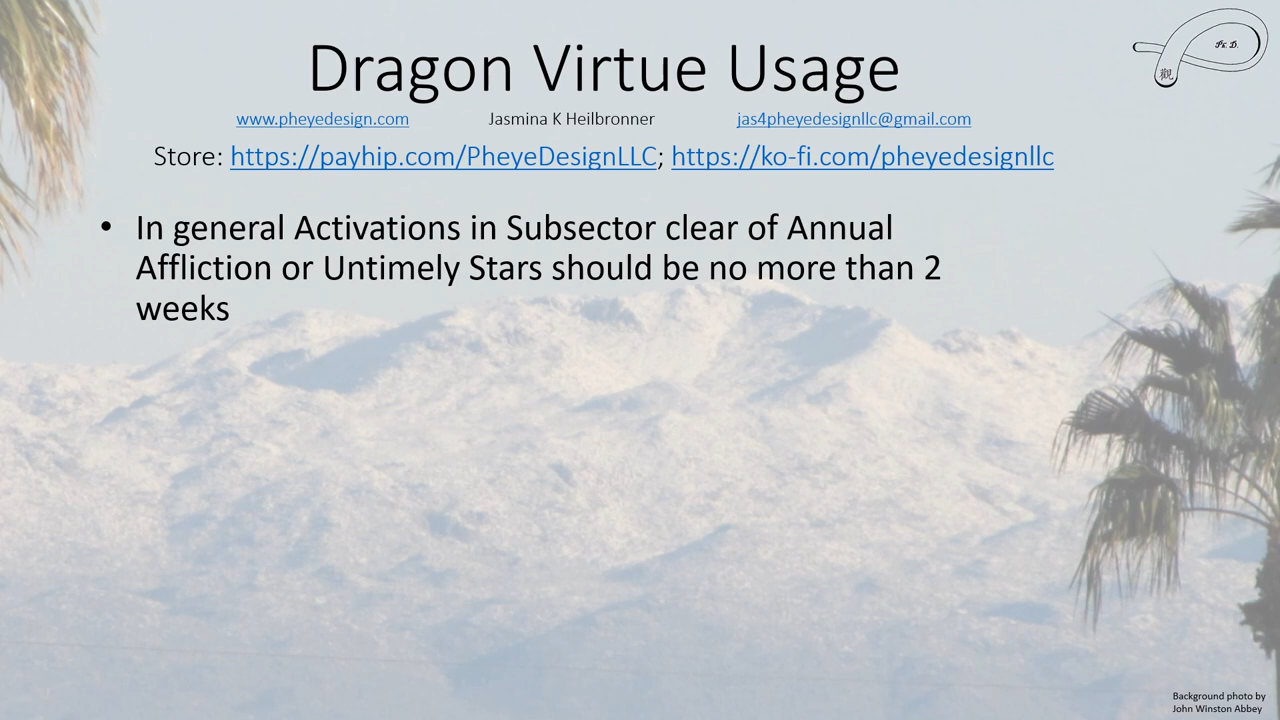 Dragon Virtue Usage
Ph. D.
觀
www.pheyedesign.com Jasmina K Heilbronner jas4pheyedesignllc@gmail.com
Store: https://payhip.com/PheyeDesignLLC; https://ko-fi.com/pheyedesignllc
• In general Activations in Subsector clear of Annual
Affliction or Untimely Stars should be no more than 2
weeks
Background photo by
John Winston Abbey